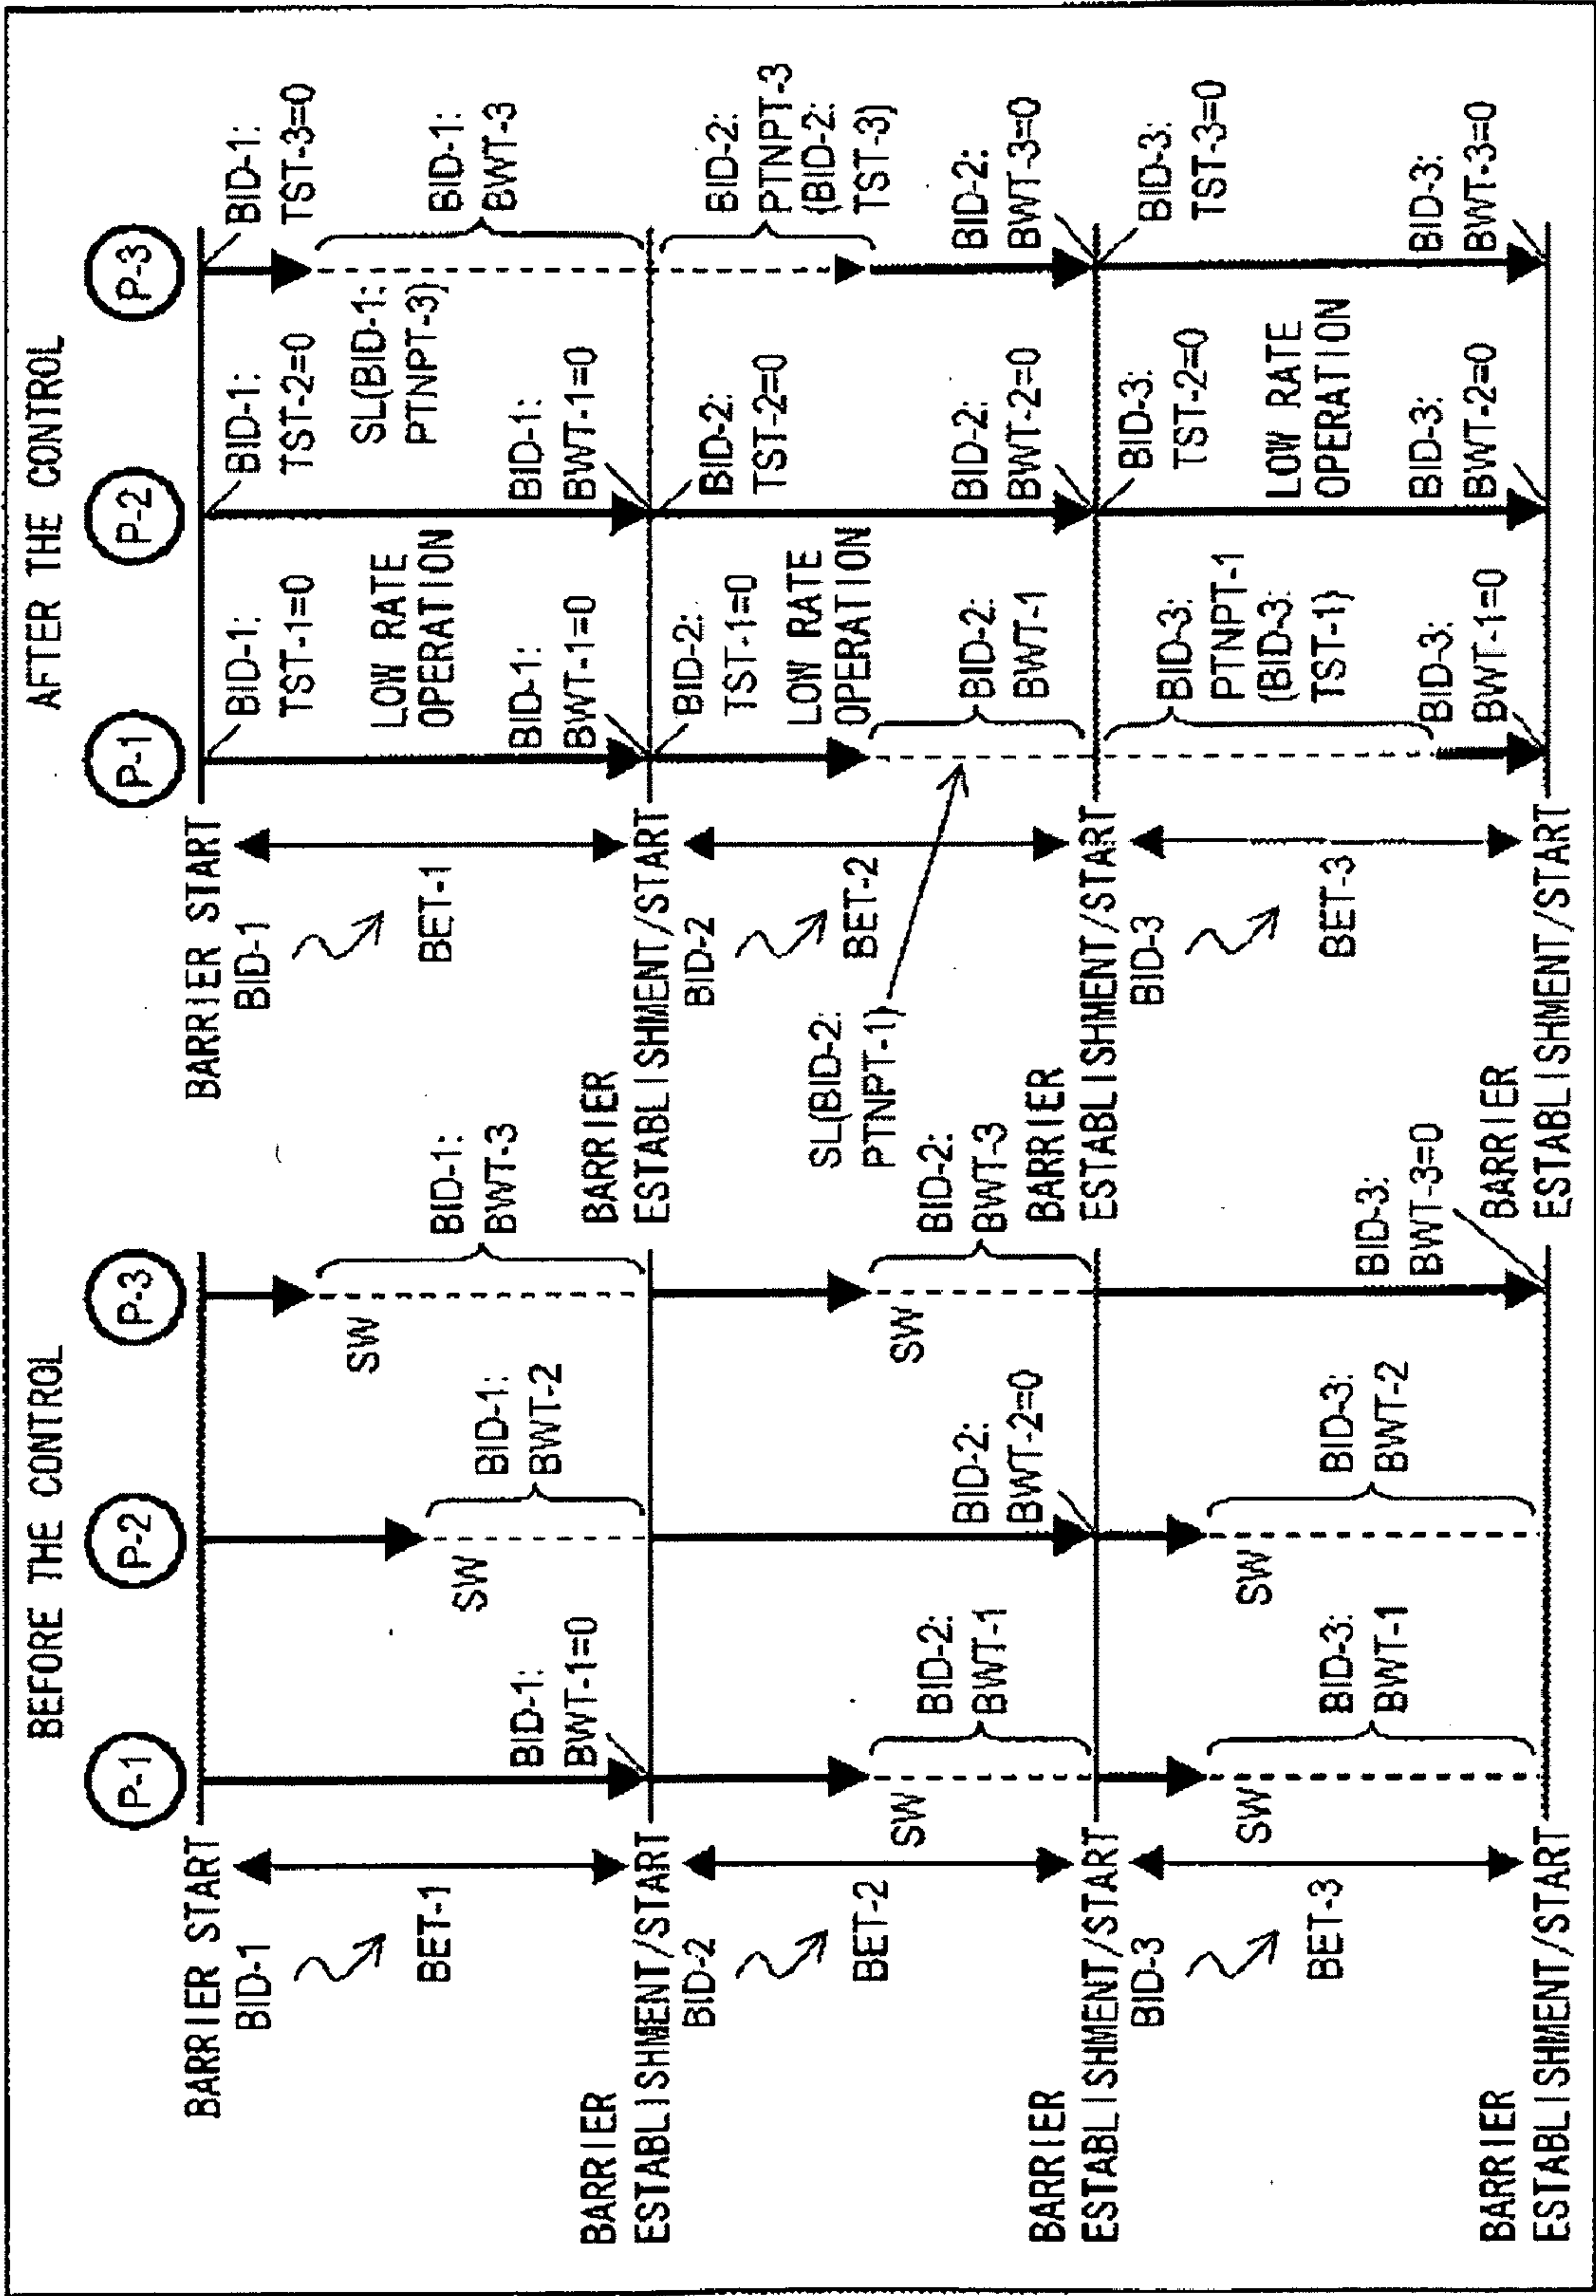 BEFORE THE CONTROL
P-1
P-2
P-3
BARRIER START
BID-1
BET-1
BID-1:
BWT-1=0
SW
BID-1:
BWT-2
SW
BID-1:
BWT-3
BARRIER
ESTABLISHMENT/START
BID-2
BET-2
SW
BID-2:
BWT-1
BID-2:
BWT-2=0
SW
BID-2:
BWT-3
BARRIER
ESTABLISHMENT/START
BID-3
BET-3
SW
BID-3:
BWT-1
SW
BID-3:
BWT-2
BID-3:
BWT-3=0
BARRIER
ESTABLISHMENT/START
AFTER THE CONTROL
P-1
P-2
P-3
BARRIER START
BID-1
BET-1
BID-1:
TST-1=0
LOW RATE
OPERATION
BID-1:
BWT-1=0
BID-1:
TST-2=0
SL(BID-1:
PTNPT-3)
BID-1:
BWT-1=0
BID-1:
TST-3=0
BID-1:
BWT-3
BARRIER
ESTABLISHMENT/START
BID-2
BET-2
SL(BID-2:
PTNPT-1)
BID-2:
TST-1=0
LOW RATE
OPERATION
BID-2:
BWT-1
BID-2:
TST-2=0
BID-2:
BWT-2=0
BID-2:
PTNPT-3
(BID-2:
TST-3)
BID-2:
BWT-3=0
BARRIER
ESTABLISHMENT/START
BID-3
BET-3
BID-3:
PTNPT-1
(BID-3:
TST-1)
BID-3:
BWT-1=0
BID-3:
TST-2=0
LOW RATE
OPERATION
BID-3:
BWT-2=0
BID-3:
TST-3=0
BID-3:
BWT-3=0
BARRIER
ESTABLISHMENT/START